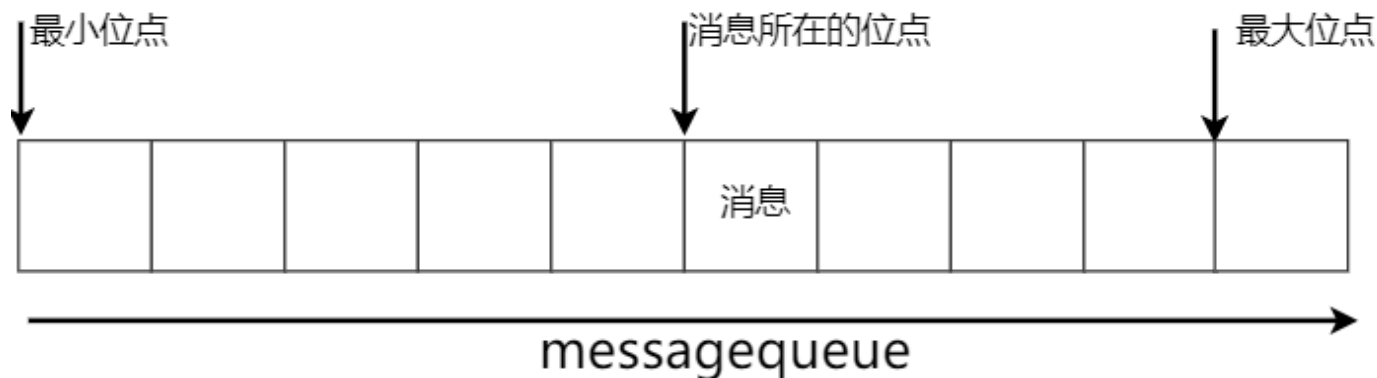 最小位点
消息所在的位点
最大位点
消息
messagequeue